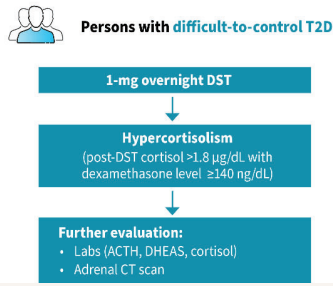 Persons with difficult-to-control T2D
1-mg overnight DST
Hypercortisolism
(post-DST cortisol >1.8 µg/dL with
dexamethasone level ≥140 ng/dL)
Further evaluation:
• Labs (ACTH, DHEAS, cortisol)
• Adrenal CT scan